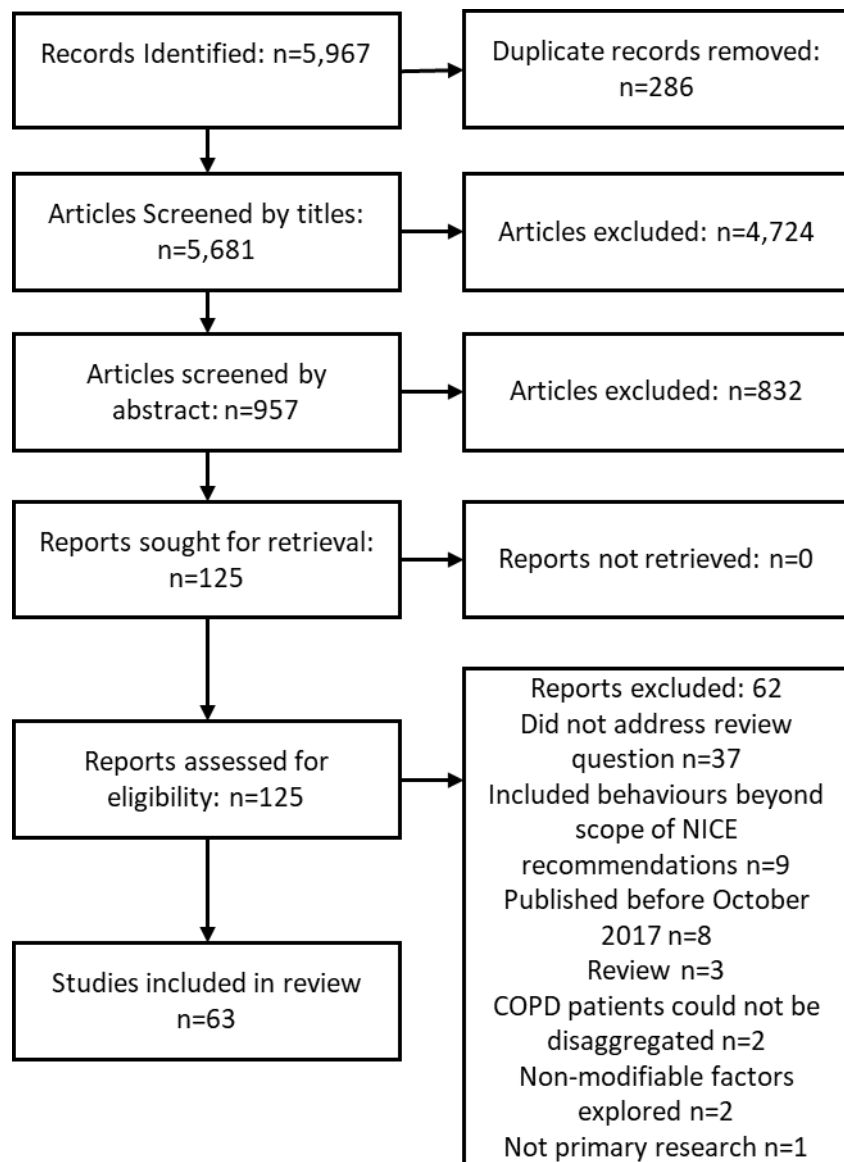 Records Identified: n=5,967
Duplicate records removed:
n=286
Articles Screened by titles:
n=5,681
Articles excluded: n=4,724
Articles screened by
abstract: n=957
Articles excluded: n=832
Reports sought for retrieval:
n=125
Reports not retrieved: n=0
Reports assessed for
eligibility: n=125
Reports excluded: 62
Did not address review
question n=37
Included behaviours beyond
scope of NICE
recommendations n=9
Published before October
2017 n=8
Review n=3
COPD patients could not be
disaggregated n=2
Non-modifiable factors
explored n=2
Not primary research n=1
Studies included in review
n=63